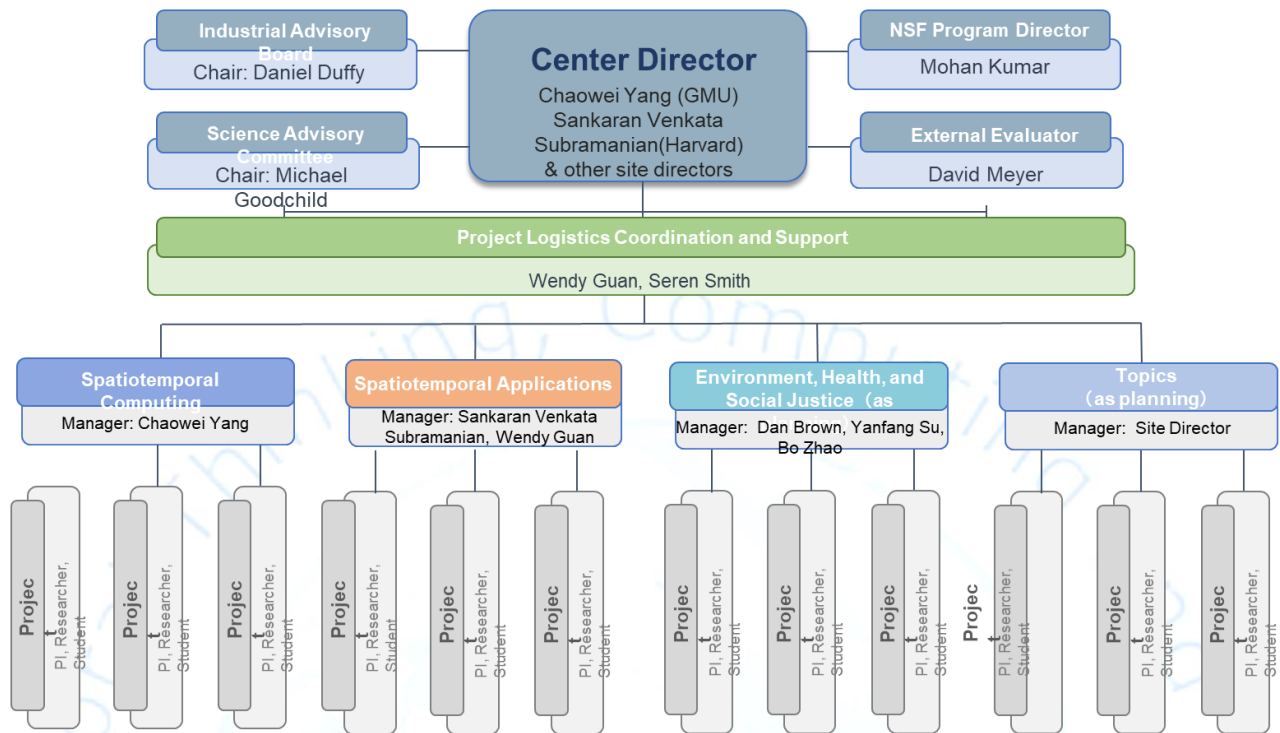 Industrial Advisory
Board
Chair: Daniel Duffy
Science Advisory
Committee
Chair: Michael
Goodchild
Center Director
Chaowei Yang (GMU)
Sankaran Venkata
Subramanian(Harvard)
& other site directors
NSF Program Director
Mohan Kumar
External Evaluator
David Meyer
Project Logistics Coordination and Support
Wendy Guan, Seren Smith
Spatiotemporal
Computing
Manager: Chaowei Yang
Spatiotemporal Applications
Manager: Sankaran Venkata
Subramanian, Wendy Guan
Environment, Health, and
Social Justice（as
Manager: Dan Brown, Yanfang Su,
Bo Zhao
Topics
（as planning）
Manager: Site Director
Projec
t
PI, Researcher,
Student
Projec
t
PI, Researcher,
Student
Projec
t
PI, Researcher,
Student
Projec
t
PI, Researcher,
Student
Projec
t
PI, Researcher,
Student
Projec
t
PI, Researcher,
Student
Projec
t
PI, Researcher,
Student
Projec
t
PI, Researcher,
Student
Projec
t
PI, Researcher,
Student
Projec
t
PI, Researcher,
Student
Projec
t
PI, Researcher,
Student
Projec
t
PI, Researcher,
Student
Thinking, Computing